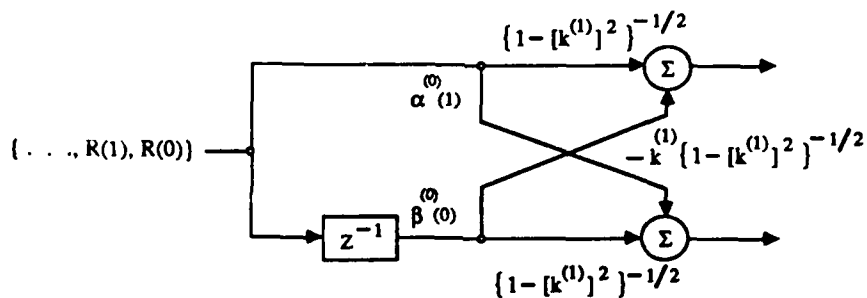 {1-[k^(1)]^2}^-1/2
Σ
α^(0)(1)
{. . ., R(1), R(0)}
-k^(1){1-[k^(1)]^2}^-1/2
β^(0)(0)
z^-1
Σ
{1-[k^(1)]^2}^-1/2